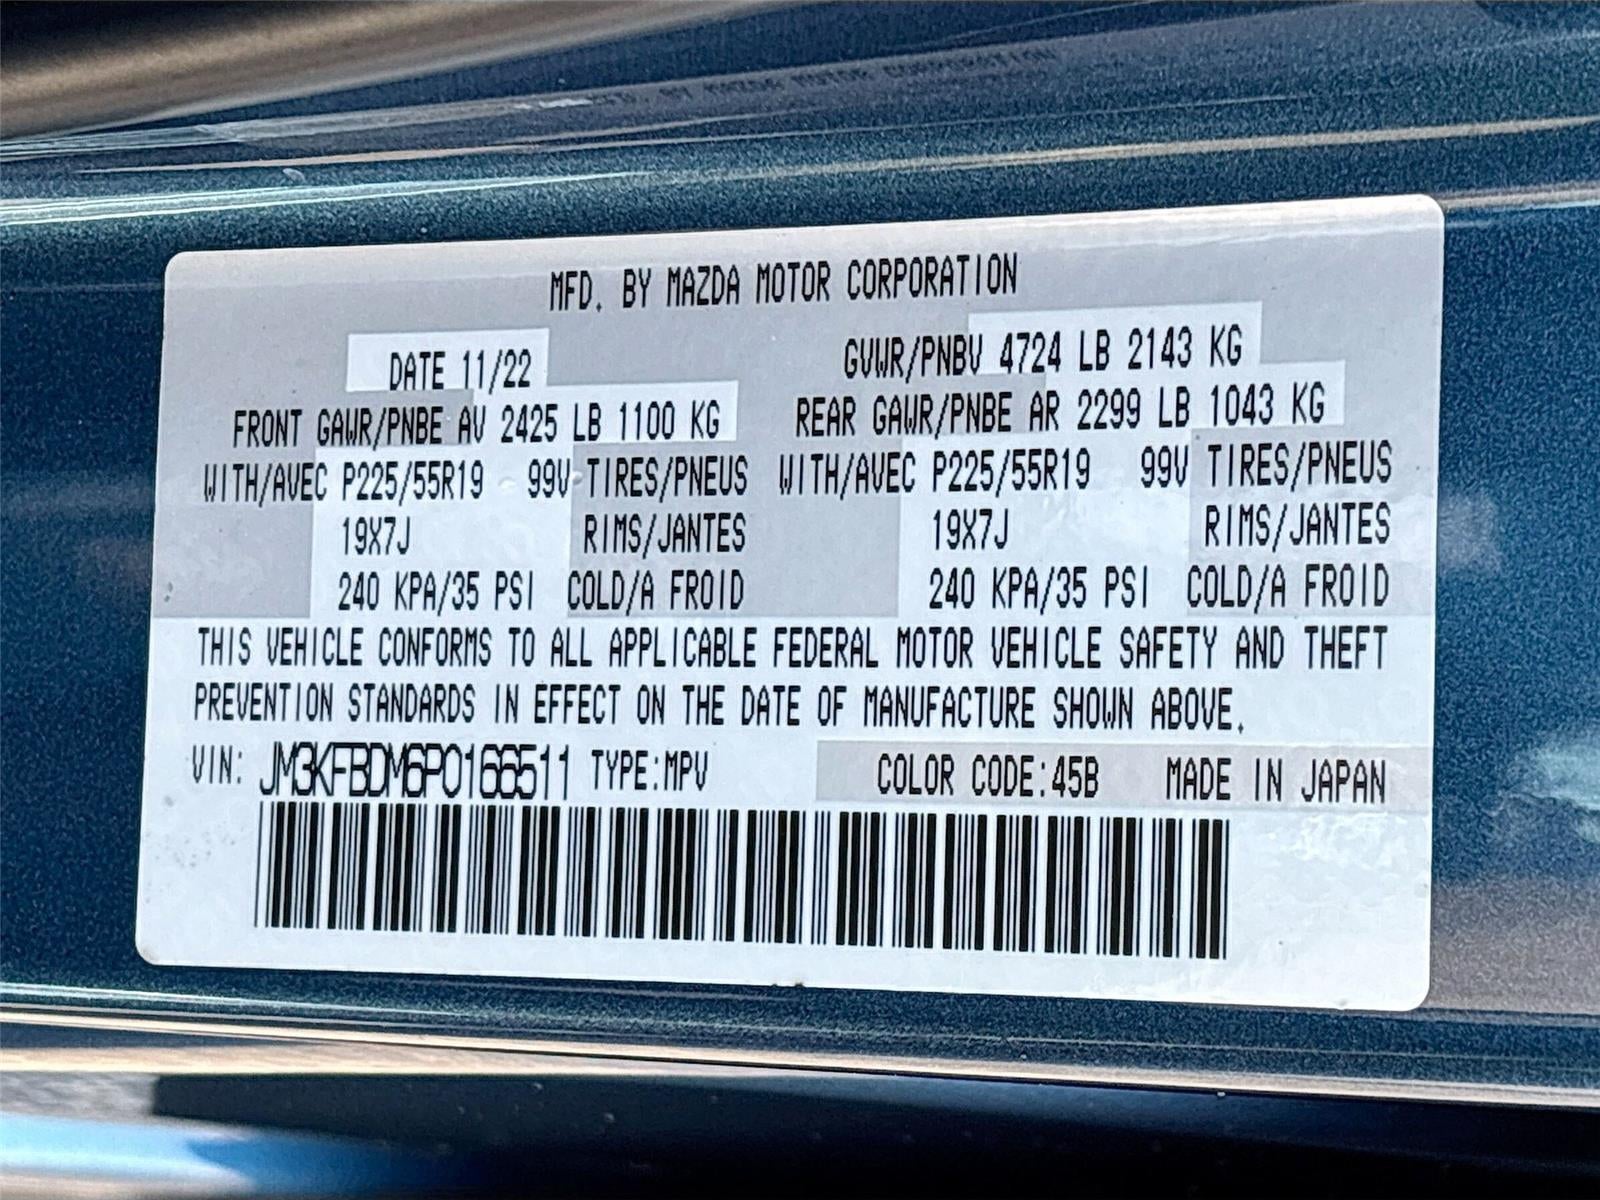 MFD. BY MAZDA MOTOR CORPORATION
DATE 11/22 GVWR/PNBV 4724 LB 2143 KG
FRONT GAWR/PNBE AV 2425 LB 1100 KG REAR GAWR/PNBE AR 2299 LB 1043 KG
WITH/AVEC P225/55R19 99V TIRES/PNEUS WITH/AVEC P225/55R19 99V TIRES/PNEUS
19X7J RIMS/JANTES 19X7J RIMS/JANTES
240 KPA/35 PSI COLD/A FROID 240 KPA/35 PSI COLD/A FROID
THIS VEHICLE CONFORMS TO ALL APPLICABLE FEDERAL MOTOR VEHICLE SAFETY AND THEFT
PREVENTION STANDARDS IN EFFECT ON THE DATE OF MANUFACTURE SHOWN ABOVE.
VIN: JM3KFBDM6P0166511 TYPE:MPV COLOR CODE:45B MADE IN JAPAN